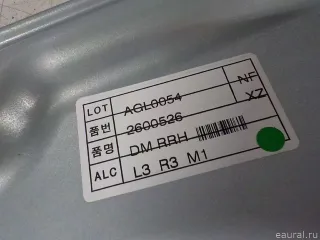 LOT AGL0054 NF
품번 2600526 XZ
품명 DM RRH
ALC L3 R3 M1
eaural.ru